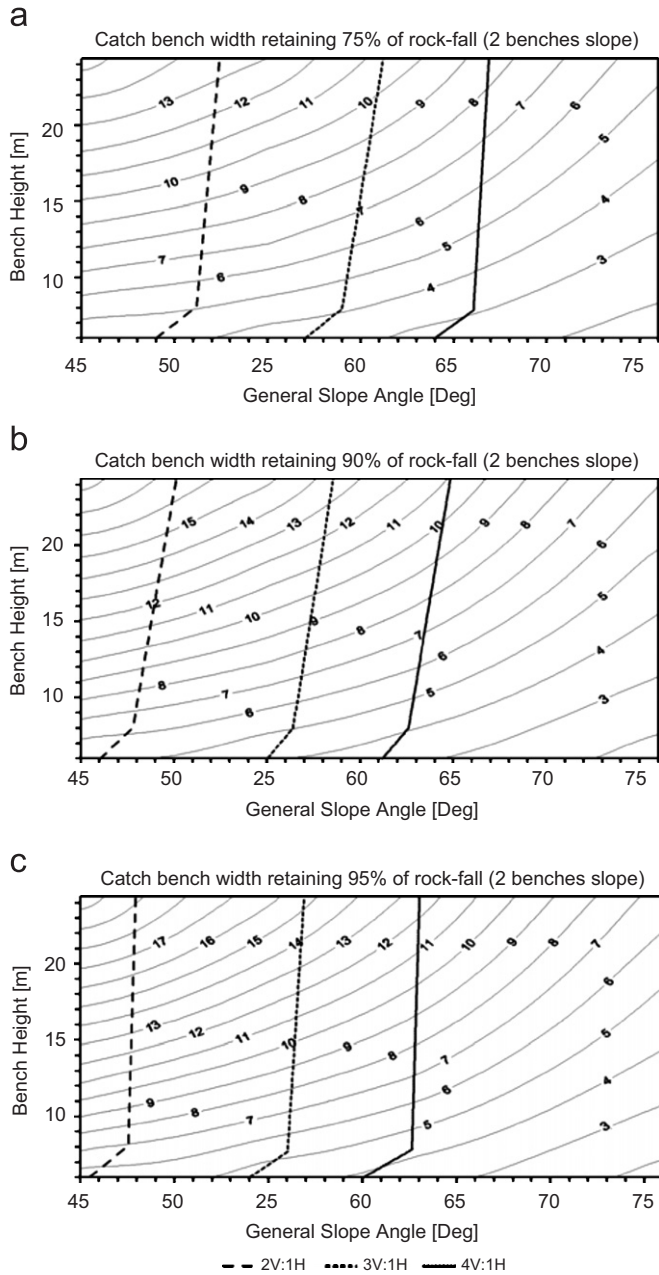 a
Catch bench width retaining 75% of rock-fall (2 benches slope)
13 12 11 10 9 8 7 6
20
5
10 9 8 7 6 4
15
Bench Height [m]
7 6 5 4 3
10
45 50 25 60 65 70 75
General Slope Angle [Deg]
b
Catch bench width retaining 90% of rock-fall (2 benches slope)
15 14 13 12 11 10 9 8 7
20
6
12 11 10 9 8 7 5
15
Bench Height [m]
8 7 6 5 6 4 3
10
45 50 25 60 65 70 75
General Slope Angle [Deg]
c
Catch bench width retaining 95% of rock-fall (2 benches slope)
17 16 15 14 13 12 11 10 9 8 7
20
6
13 12 11 10 9 8 7 5
15
Bench Height [m]
9 8 7 5 6 4 3
10
45 50 25 60 65 70 75
General Slope Angle [Deg]
2V:1H 3V:1H 4V:1H